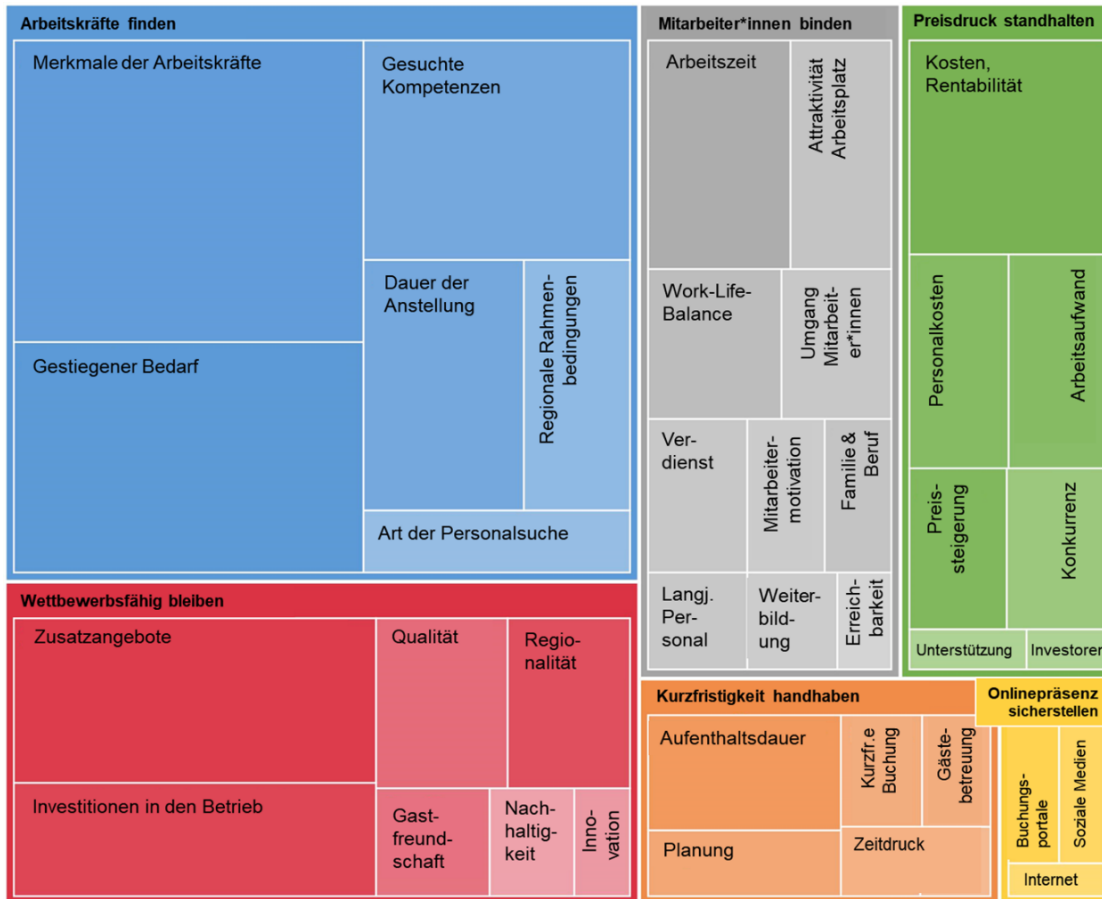 Arbeitskräfte finden
Merkmale der Arbeitskräfte
Gesuchte
Kompetenzen
Gestiegener Bedarf
Dauer der
Anstellung
Regionale Rahmen-
bedingungen
Art der Personalsuche
Mitarbeiter*innen binden
Arbeitszeit
Attraktivität
Arbeitsplatz
Work-Life-
Balance
Umgang
Mitarbeit-
er*innen
Ver-
dienst
Mitarbeiter-
motivation
Familie &
Beruf
Langj.
Per-
sonal
Weiter-
bild-
ung
Erreich-
barkeit
Preisdruck standhalten
Kosten,
Rentabilität
Personalkosten
Arbeitsaufwand
Preis-
steigerung
Konkurrenz
Unterstützung
Investoren
Wettbewerbsfähig bleiben
Zusatzangebote
Qualität
Regio-
nalität
Investitionen in den Betrieb
Gast-
freund-
schaft
Nach-
haltig-
keit
Inno-
vation
Kurzfristigkeit handhaben
Aufenthaltsdauer
Kurzfr.e
Buchung
Gäste-
betreuung
Planung
Zeitdruck
Onlinepräsenz
sicherstellen
Buchungs-
portale
Soziale Medien
Internet